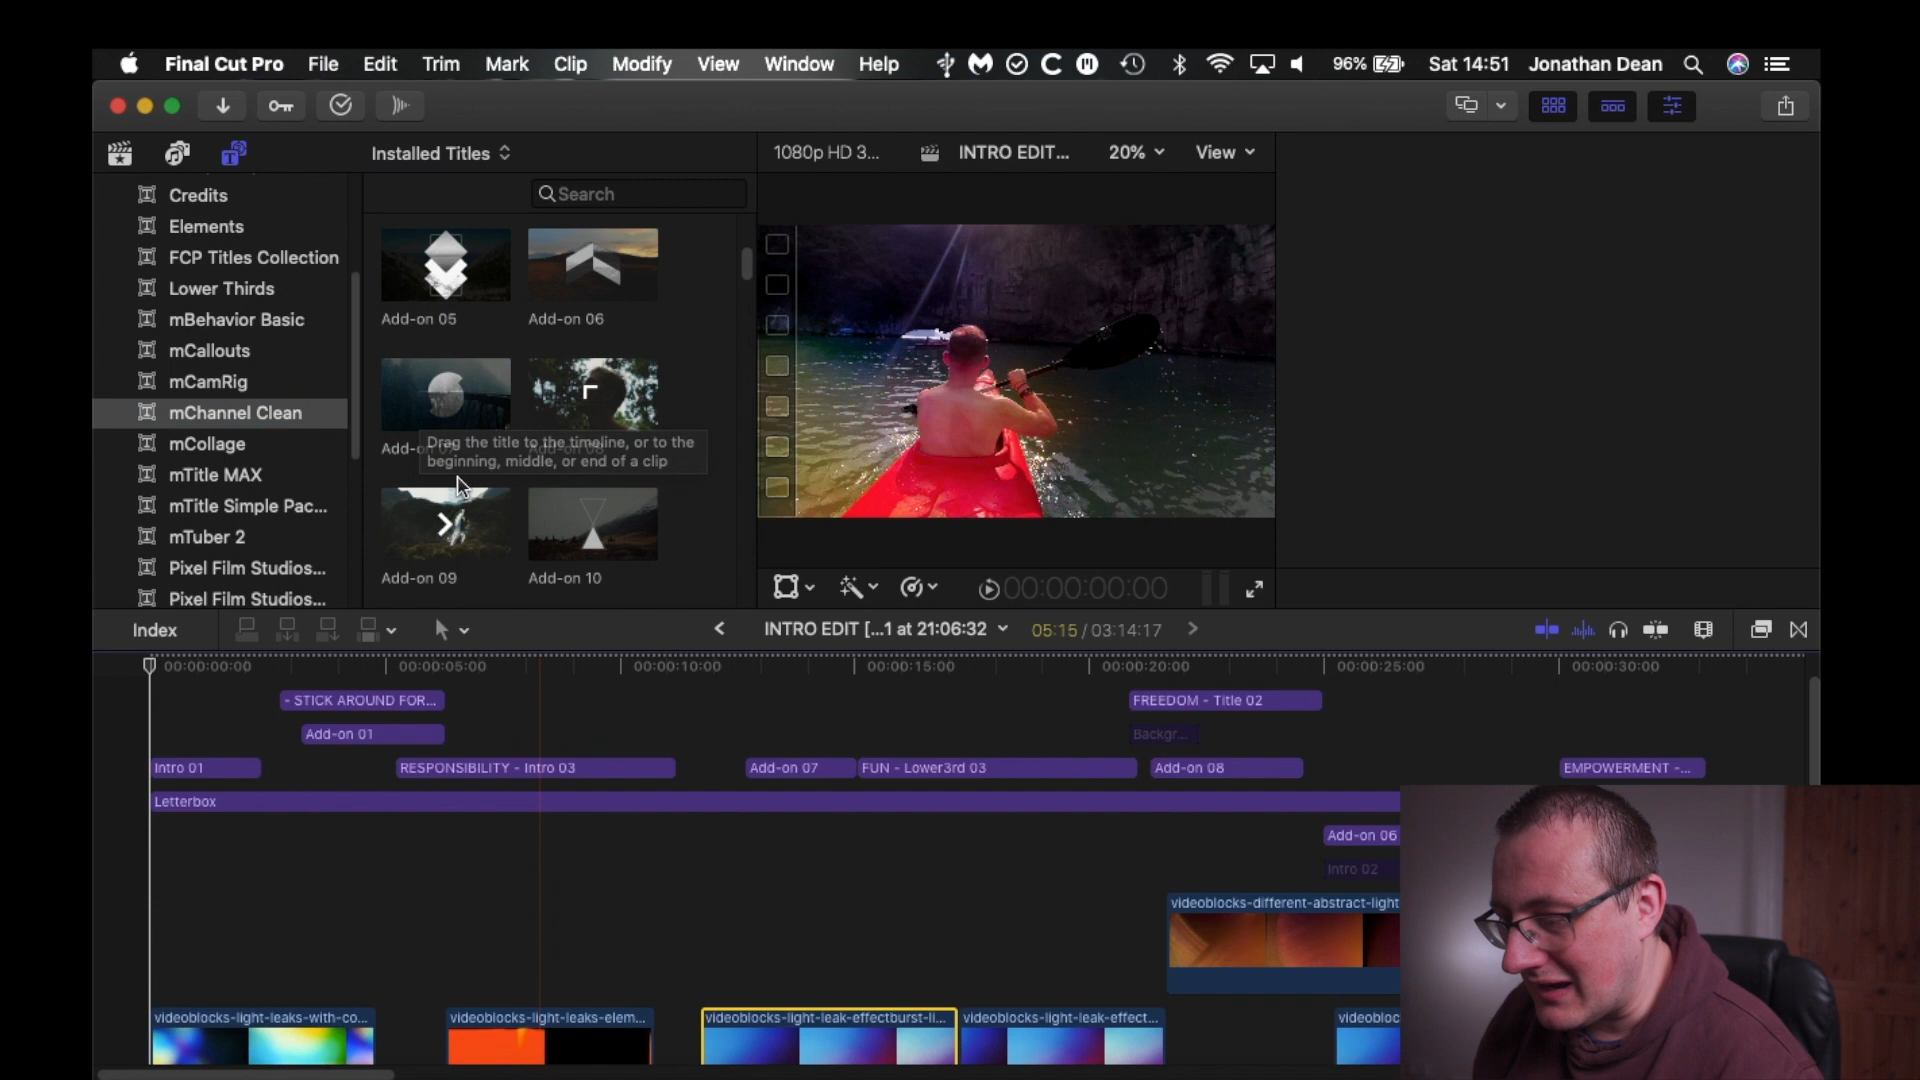 Final Cut Pro File Edit Trim Mark Clip Modify View Window Help 96% Sat 14:51 Jonathan Dean
Installed Titles
1080p HD 3... INTRO EDIT... 20% View
Search
Credits
Elements
FCP Titles Collection
Lower Thirds
mBehavior Basic
mCallouts
mCamRig
mChannel Clean
mCollage
mTitle MAX
mTitle Simple Pac...
mTuber 2
Pixel Film Studios...
Pixel Film Studios...
Add-on 05 Add-on 06
Drag the title to the timeline, or to the
beginning, middle, or end of a clip
Add-on 09 Add-on 10
00:00:00:00
Index INTRO EDIT [...1 at 21:06:32 05:15 / 03:14:17
00:00:00:00 00:00:05:00 00:00:10:00 00:00:15:00 00:00:20:00 00:00:25:00 00:00:30:00
- STICK AROUND FOR... FREEDOM - Title 02
Add-on 01 Backgr...
Intro 01 RESPONSIBILITY - Intro 03 Add-on 07 FUN - Lower3rd 03 Add-on 08 EMPOWERMENT -...
Letterbox
Add-on 06
Intro 02
videoblocks-different-abstract-light
videoblocks-light-leaks-with-co... videoblocks-light-leaks-elem... videoblocks-light-leak-effectburst-li... videoblocks-light-leak-effect... videobloc